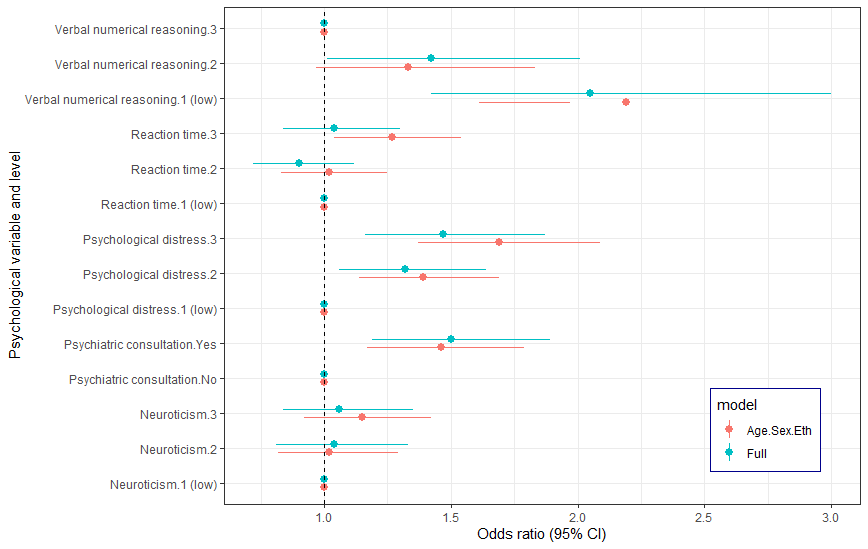 Verbal numerical reasoning.3
Verbal numerical reasoning.2
Verbal numerical reasoning.1 (low)
Reaction time.3
Reaction time.2
Reaction time.1 (low)
Psychological distress.3
Psychological distress.2
Psychological distress.1 (low)
Psychiatric consultation.Yes
Psychiatric consultation.No
Neuroticism.3
Neuroticism.2
Neuroticism.1 (low)
Psychological variable and level
model
Age.Sex.Eth
Full
1.0 1.5 2.0 2.5 3.0
Odds ratio (95% CI)